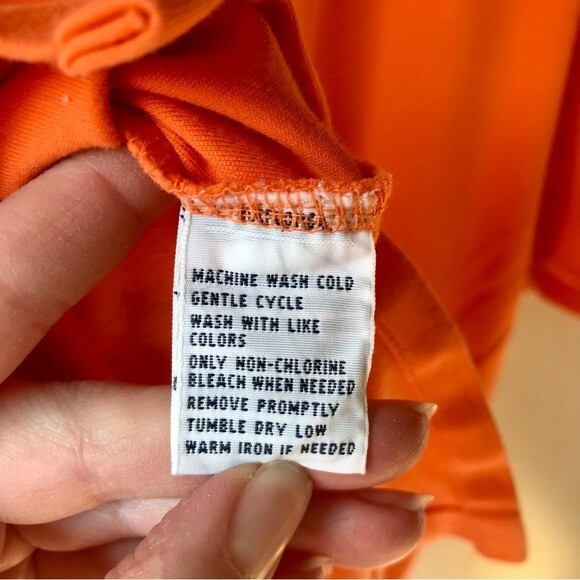 MACHINE WASH COLD
GENTLE CYCLE
WASH WITH LIKE
COLORS
ONLY NON-CHLORINE
BLEACH WHEN NEEDED
REMOVE PROMPTLY
TUMBLE DRY LOW
WARM IRON IF NEEDED